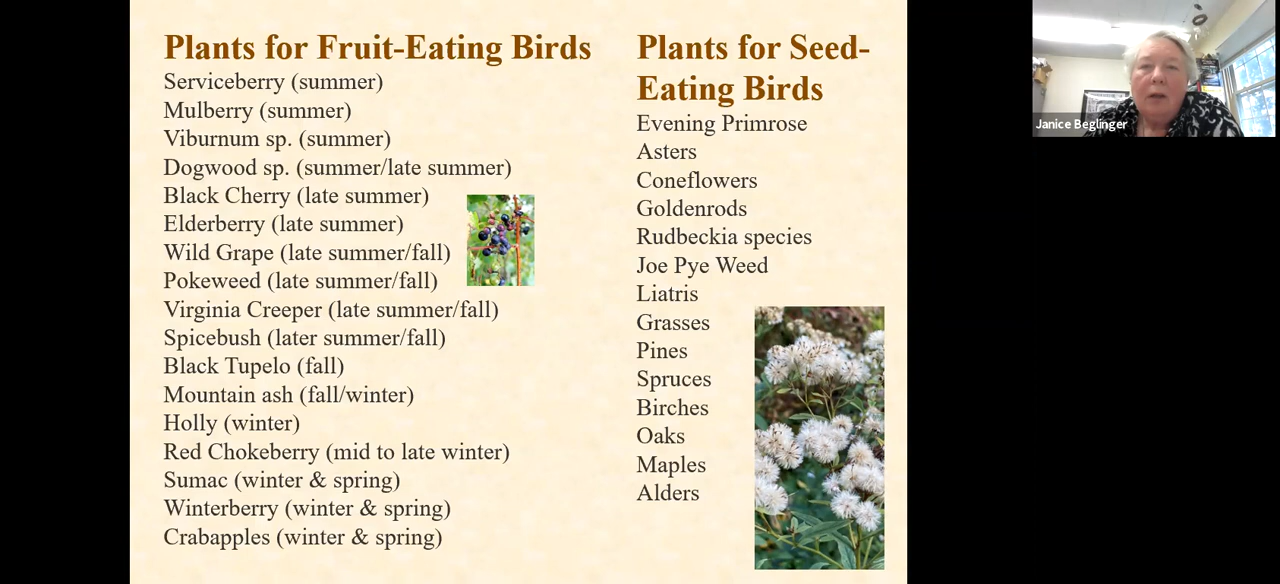 Plants for Fruit-Eating Birds
Serviceberry (summer)
Mulberry (summer)
Viburnum sp. (summer)
Dogwood sp. (summer/late summer)
Black Cherry (late summer)
Elderberry (late summer)
Wild Grape (late summer/fall)
Pokeweed (late summer/fall)
Virginia Creeper (late summer/fall)
Spicebush (later summer/fall)
Black Tupelo (fall)
Mountain ash (fall/winter)
Holly (winter)
Red Chokeberry (mid to late winter)
Sumac (winter & spring)
Winterberry (winter & spring)
Crabapples (winter & spring)
Plants for Seed-
Eating Birds
Evening Primrose
Asters
Coneflowers
Goldenrods
Rudbeckia species
Joe Pye Weed
Liatris
Grasses
Pines
Spruces
Birches
Oaks
Maples
Alders
Janice Beglinger